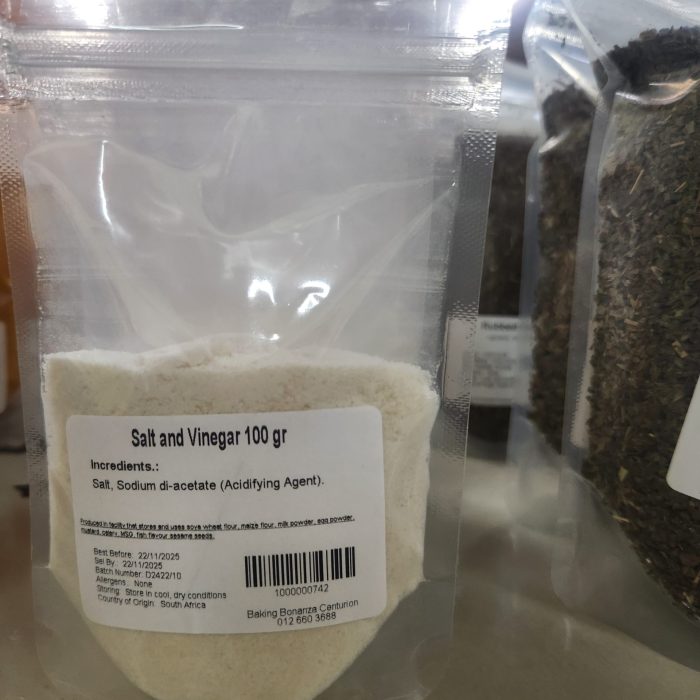 Salt and Vinegar 100 gr
Incredients.:
Salt, Sodium di-acetate (Acidifying Agent).
Produced in facility that stores and uses soya wheat flour, maize flour, milk powder, egg powder,
mustard, celery, MSG, fish flavour sesame seeds.
Best Before: 22/11/2025
Sel By: 22/11/2025
Batch Number: D2422/10
Allergens: None
Storing: Store in cool, dry conditions
Country of Origin: South Africa
1000000742
Baking Bonanza Centurion
012 660 3688
Rubbed